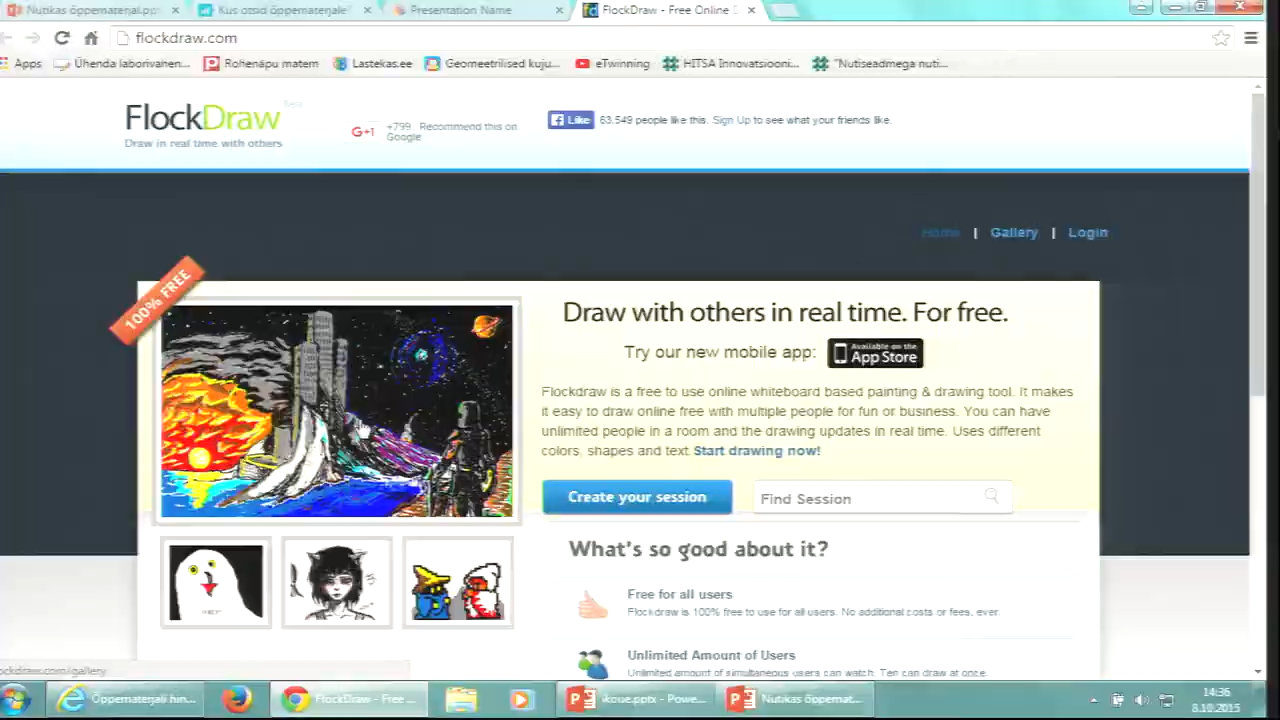 Nutikas õppematerjal.ppt
Kus otsid õppematerjale
Presentation Name
FlockDraw - Free Online
flockdraw.com
Apps
Ühenda laborivahen...
Rohenäpu matem
Lastekas.ee
Geomeetrilised kuju...
eTwinning
HITSA Innovatsiooni...
"Nutiseadmega nuti...
FlockDraw Beta
Draw in real time with others
G+1
+799 Recommend this on
Google
Like
63,549 people like this. Sign Up to see what your friends like.
Home | Gallery | Login
100% FREE
Draw with others in real time. For free.
Try our new mobile app:
Available on the
App Store
Flockdraw is a free to use online whiteboard based painting & drawing tool. It makes
it easy to draw online free with multiple people for fun or business. You can have
unlimited people in a room and the drawing updates in real time. Uses different
colors, shapes and text. Start drawing now!
Create your session
Find Session
What's so good about it?
Free for all users
Flockdraw is 100% free to use for all users. No additional costs or fees, ever.
Unlimited Amount of Users
Unlimited amount of simultaneous users can watch. Ten can draw at once.
flockdraw.com/gallery
Õppematerjali hin...
FlockDraw - Free ...
ikoue.pptx - Powe...
Nutikas õppemat...
14:36
8.10.2015